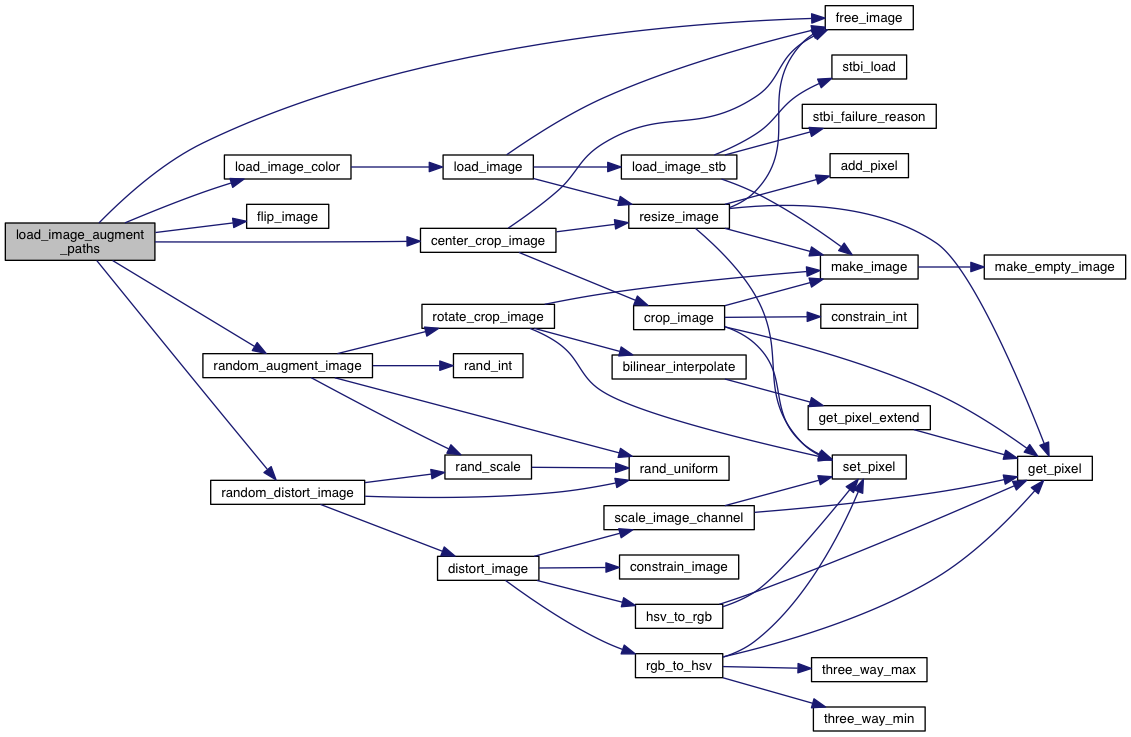 free_image
stbi_load
stbi_failure_reason
load_image_color
load_image
load_image_stb
add_pixel
flip_image
resize_image
load_image_augment
_paths
center_crop_image
make_image
make_empty_image
rotate_crop_image
crop_image
constrain_int
random_augment_image
rand_int
bilinear_interpolate
get_pixel_extend
rand_scale
rand_uniform
set_pixel
get_pixel
random_distort_image
scale_image_channel
distort_image
constrain_image
hsv_to_rgb
rgb_to_hsv
three_way_max
three_way_min